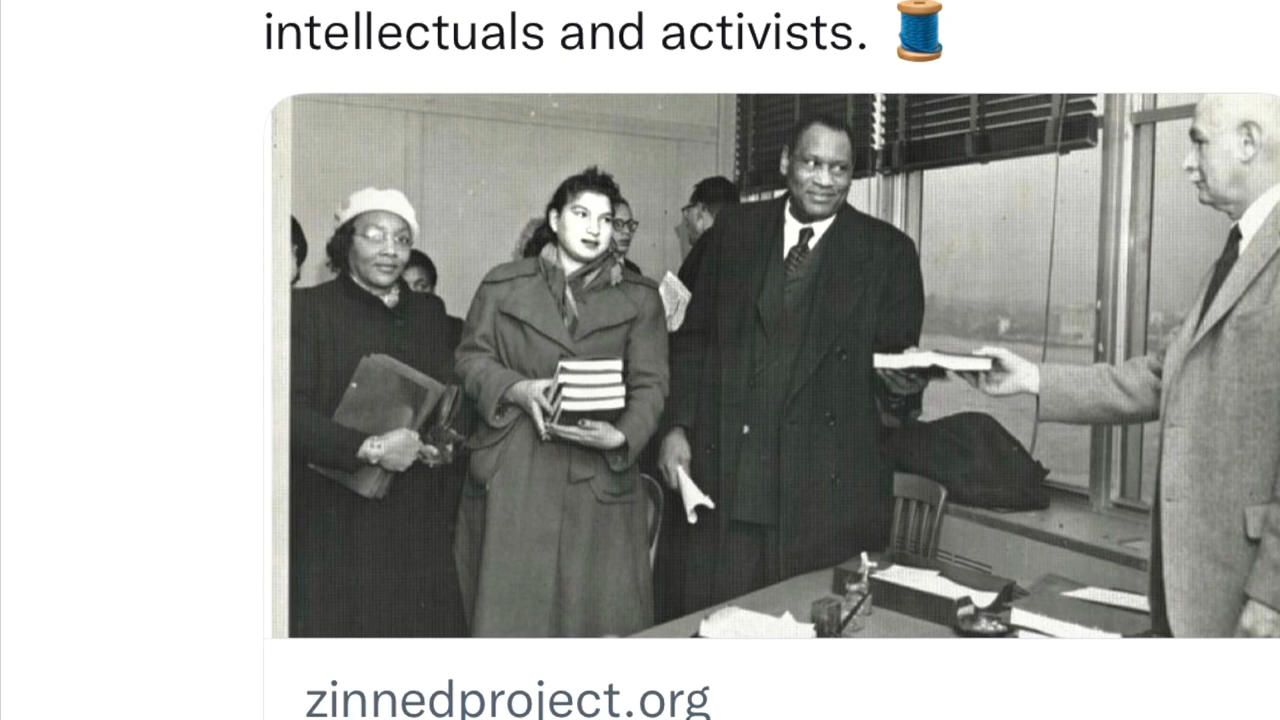 intellectuals and activists. 🧵
zinnedproject.org